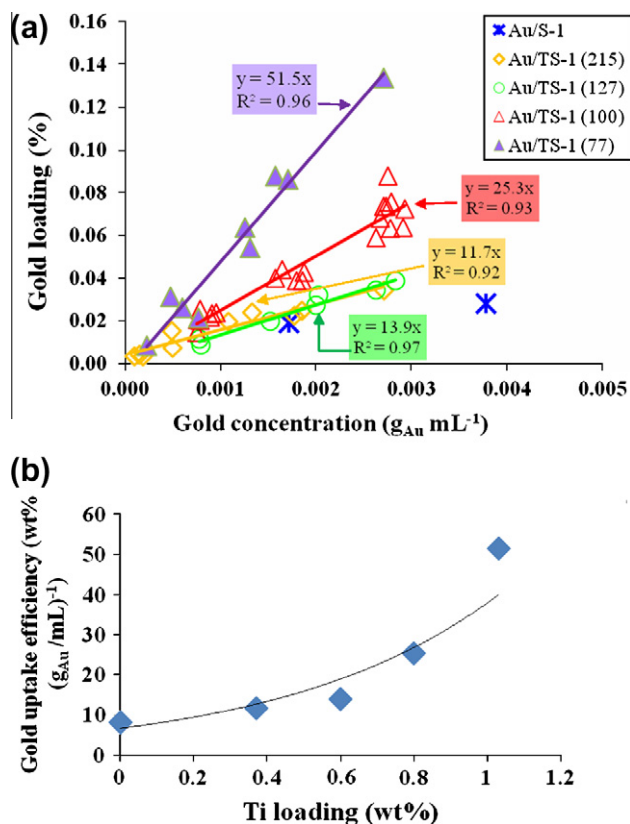 (a)
Gold loading (%)
0.16
0.14
0.12
0.10
0.08
0.06
0.04
0.02
0.00
y = 51.5x
R² = 0.96
Au/S-1
Au/TS-1 (215)
Au/TS-1 (127)
Au/TS-1 (100)
Au/TS-1 (77)
y = 25.3x
R² = 0.93
y = 11.7x
R² = 0.92
y = 13.9x
R² = 0.97
0.000 0.001 0.002 0.003 0.004 0.005
Gold concentration (gAu mL⁻¹)
(b)
Gold uptake efficiency (wt%
(gAu /mL)⁻¹)
60
50
40
30
20
10
0
0 0.2 0.4 0.6 0.8 1 1.2
Ti loading (wt%)